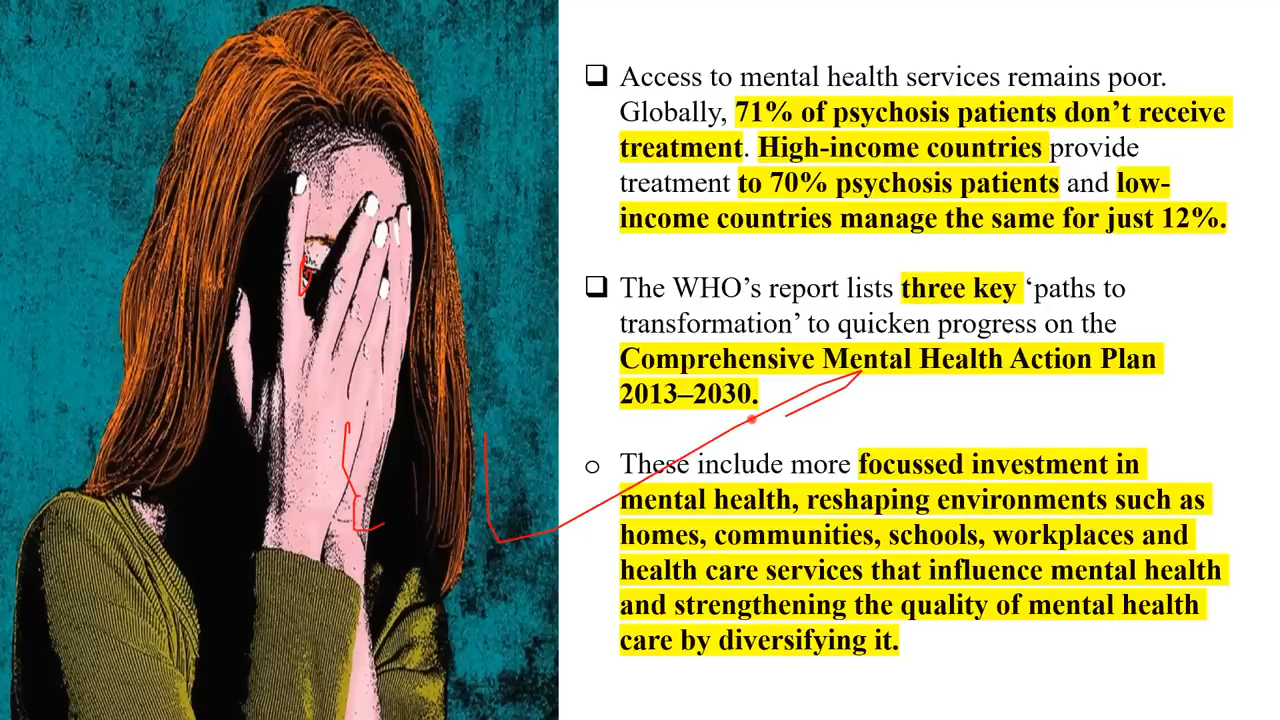 Access to mental health services remains poor.
Globally, 71% of psychosis patients don’t receive
treatment. High-income countries provide
treatment to 70% psychosis patients and low-
income countries manage the same for just 12%.
The WHO’s report lists three key ‘paths to
transformation’ to quicken progress on the
Comprehensive Mental Health Action Plan
2013–2030.
These include more focussed investment in
mental health, reshaping environments such as
homes, communities, schools, workplaces and
health care services that influence mental health
and strengthening the quality of mental health
care by diversifying it.